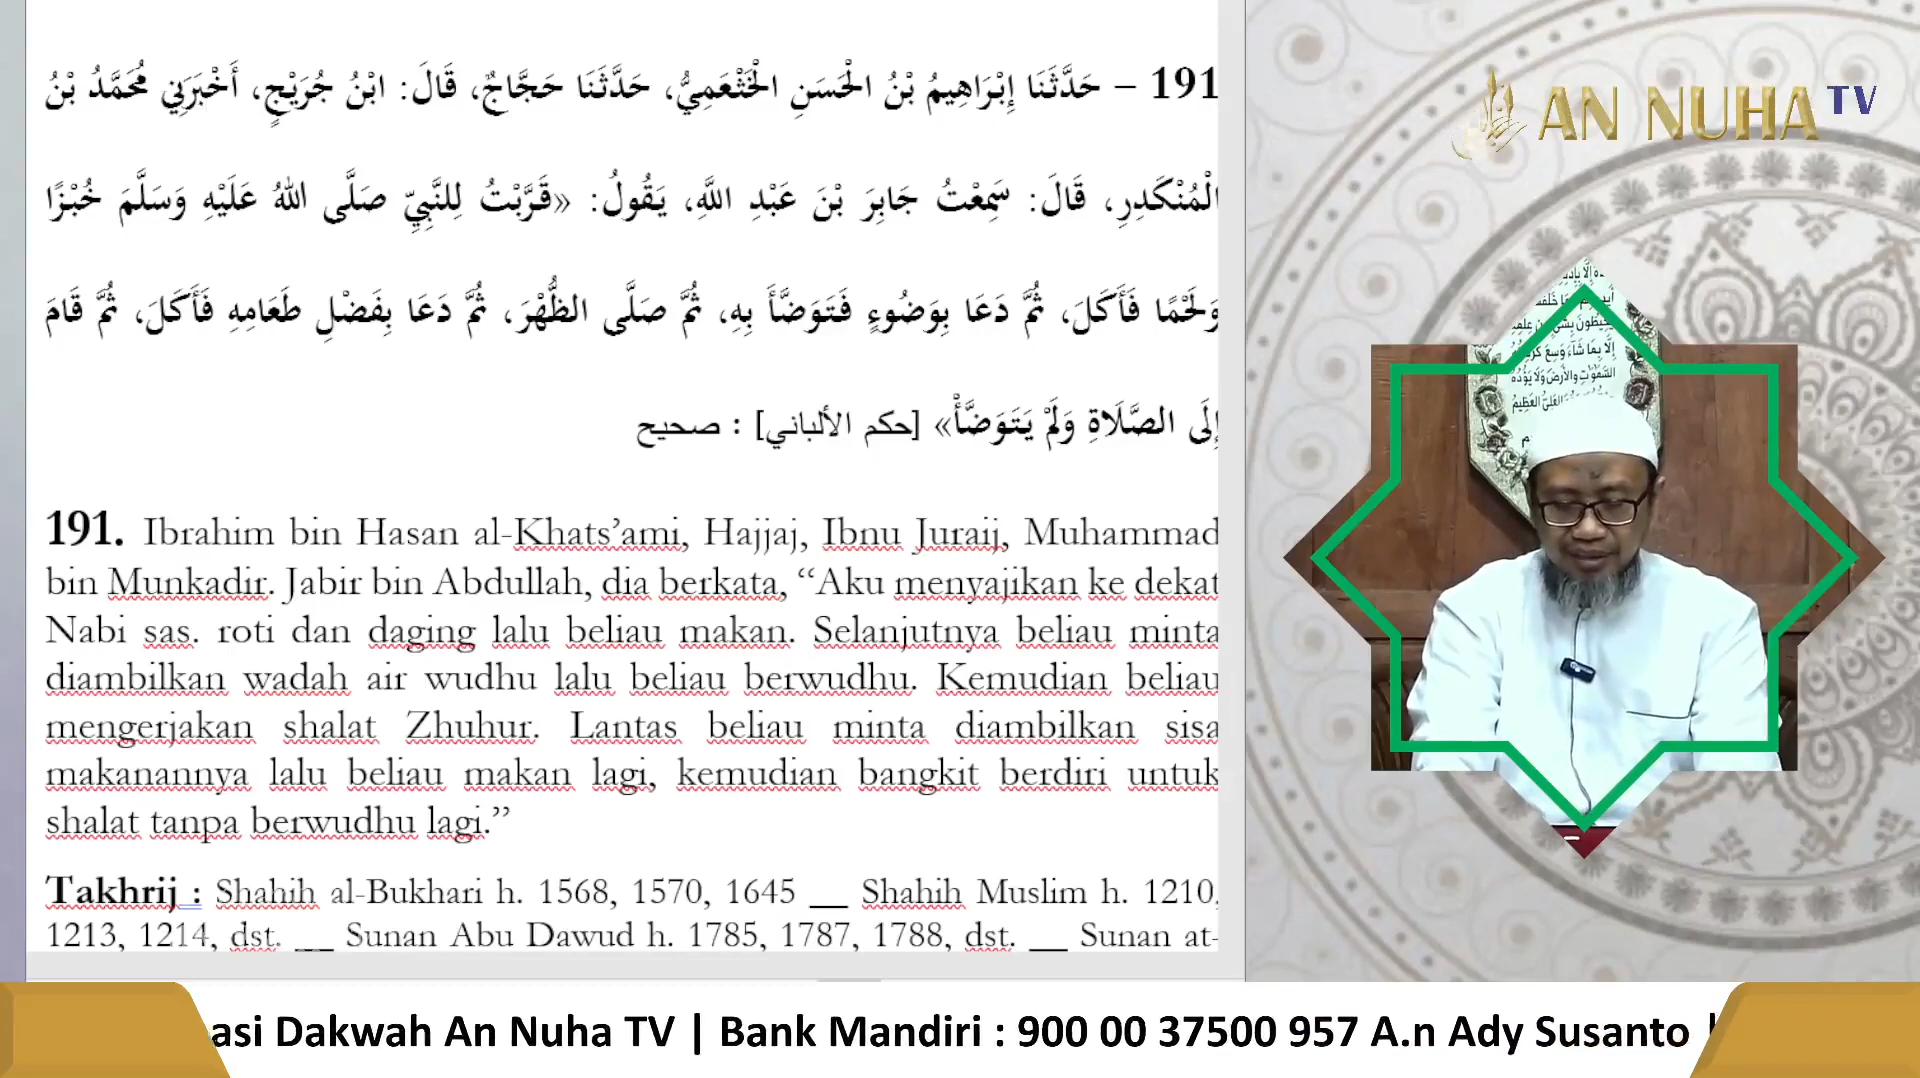 191 – حَدَّثَنَا إِبْرَاهِيمُ بْنُ الْحَسَنِ الْخَثْعَمِيُّ، حَدَّثَنَا حَجَّاجٌ، قَالَ: ابْنُ جُرَيْجٍ، أَخْبَرَنِي مُحَمَّدُ بْنُ
الْمُنْكَدِرِ، قَالَ: سَمِعْتُ جَابِرَ بْنَ عَبْدِ اللَّهِ، يَقُولُ: «قَرَّبْتُ لِلنَّبِيِّ صَلَّى اللهُ عَلَيْهِ وَسَلَّمَ خُبْزًا
وَلَحْمًا فَأَكَلَ، ثُمَّ دَعَا بِوَضُوءٍ فَتَوَضَّأَ بِهِ، ثُمَّ صَلَّى الظُّهْرَ، ثُمَّ دَعَا بِفَضْلِ طَعَامِهِ فَأَكَلَ، ثُمَّ قَامَ
إِلَى الصَّلَاةِ وَلَمْ يَتَوَضَّأْ» [حكم الألباني] : صحيح
191. Ibrahim bin Hasan al-Khats’ami, Hajjaj, Ibnu Juraij, Muhammad
bin Munkadir. Jabir bin Abdullah, dia berkata, “Aku menyajikan ke dekat
Nabi sas. roti dan daging lalu beliau makan. Selanjutnya beliau minta
diambilkan wadah air wudhu lalu beliau berwudhu. Kemudian beliau
mengerjakan shalat Zhuhur. Lantas beliau minta diambilkan sisa
makanannya lalu beliau makan lagi, kemudian bangkit berdiri untuk
shalat tanpa berwudhu lagi.”
Takhrij : Shahih al-Bukhari h. 1568, 1570, 1645 __ Shahih Muslim h. 1210,
1213, 1214, dst. __ Sunan Abu Dawud h. 1785, 1787, 1788, dst. __ Sunan at-
AN NUHA TV
asi Dakwah An Nuha TV | Bank Mandiri : 900 00 37500 957 A.n Ady Susanto |